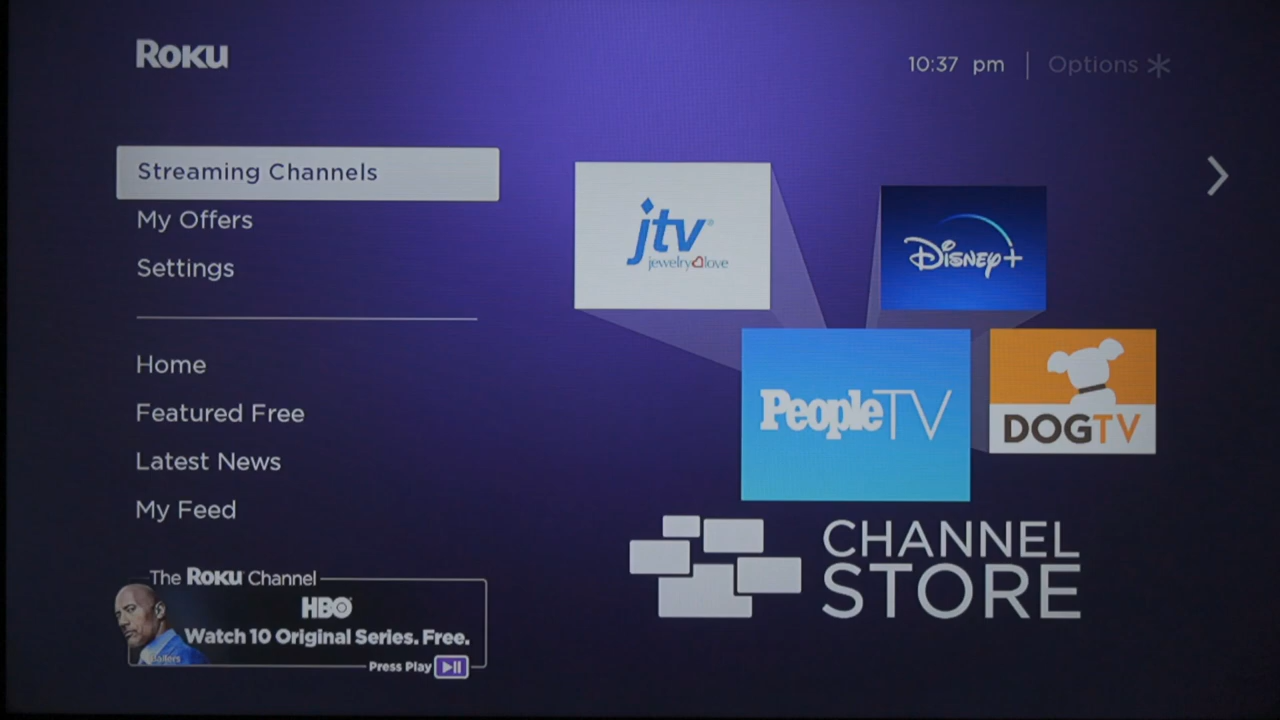 Roku
10:37 pm | Options
Streaming Channels
My Offers
Settings
Home
Featured Free
Latest News
My Feed
The Roku Channel
HBO
Watch 10 Original Series. Free.
Ballers
Press Play
jtv®
jewelry love
Disney+
PeopleTV
DOGTV
CHANNEL
STORE